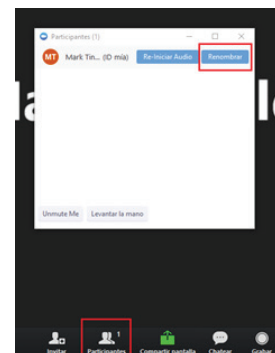 Participantes (1)
MT Mark Tin... (ID mía) Re-Iniciar Audio Renombrar
Unmute Me Levantar la mano
1
Invitar Participantes Compartir pantalla Chatear Grabar